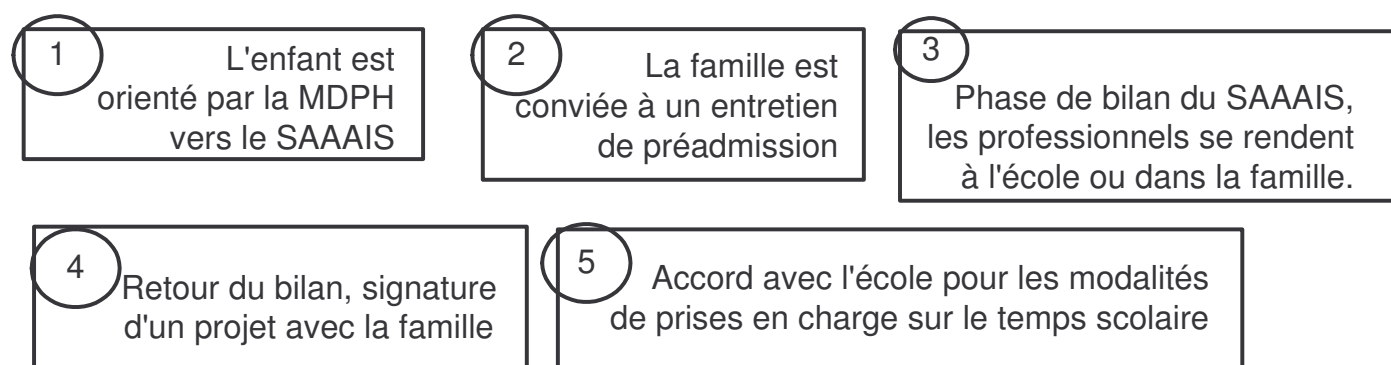 1
L'enfant est
orienté par la MDPH
vers le SAAAIS
2
La famille est
conviée à un entretien
de préadmission
3
Phase de bilan du SAAAIS,
les professionnels se rendent
à l'école ou dans la famille.
4
Retour du bilan, signature
d'un projet avec la famille
5
Accord avec l'école pour les modalités
de prises en charge sur le temps scolaire